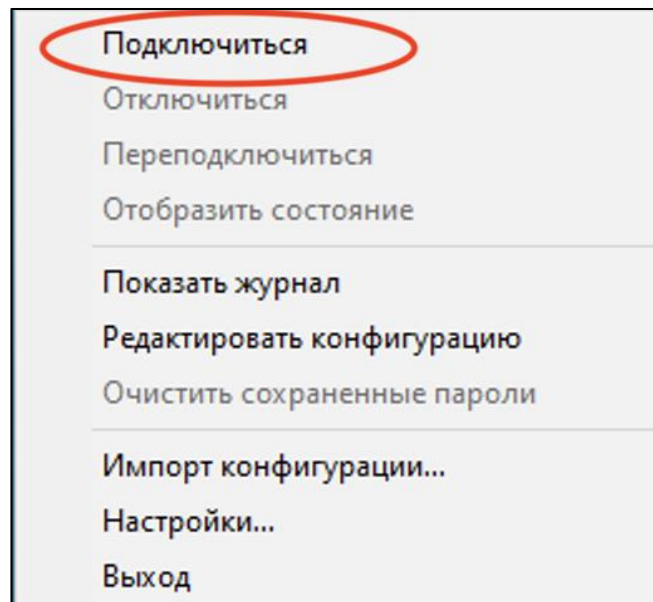 Подключиться
Отключиться
Переподключиться
Отобразить состояние
Показать журнал
Редактировать конфигурацию
Очистить сохраненные пароли
Импорт конфигурации...
Настройки...
Выход